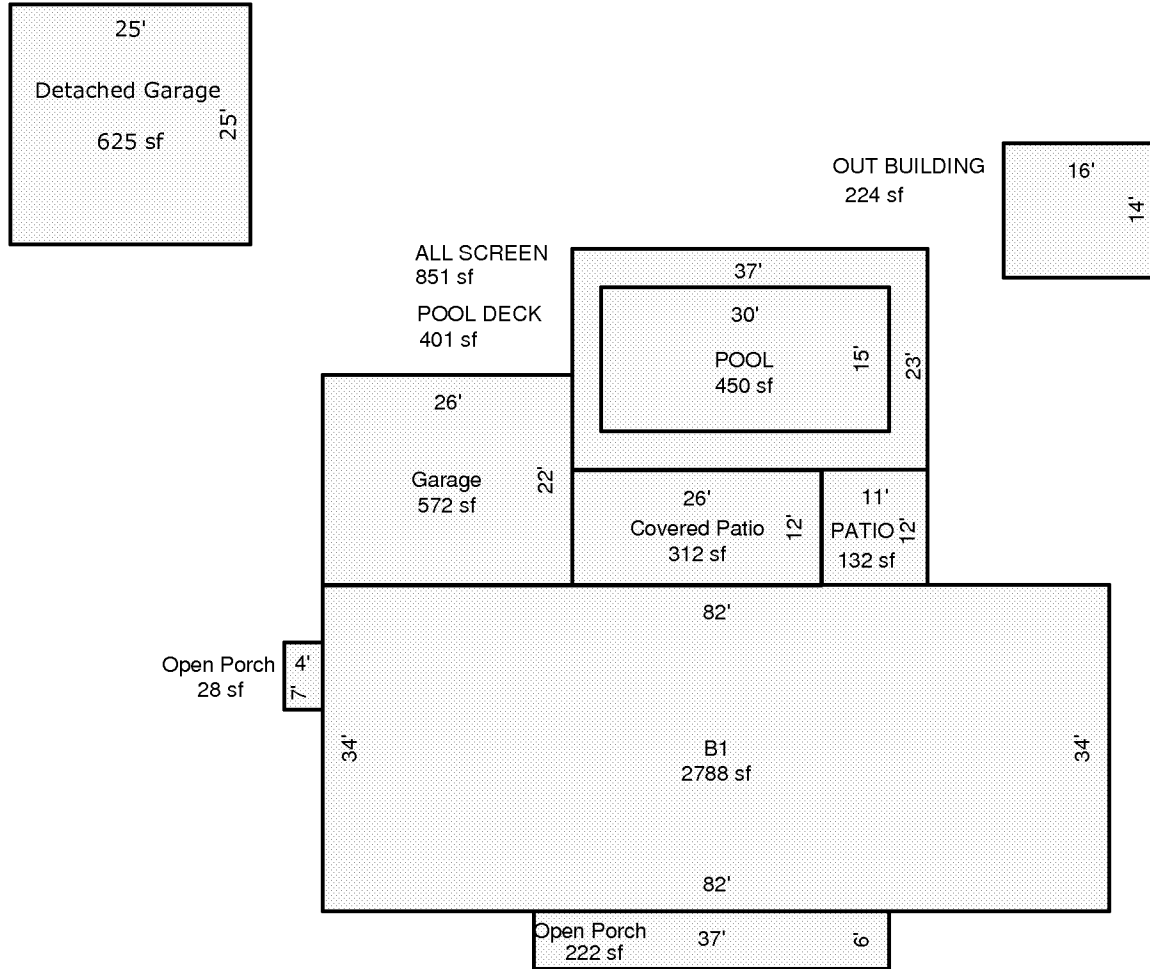 25'
Detached Garage
25'
625 sf
OUT BUILDING
224 sf
16'
14'
ALL SCREEN
851 sf
POOL DECK
401 sf
37'
30'
POOL
450 sf
15'
23'
26'
Garage
572 sf
22'
26'
Covered Patio
312 sf
12'
11'
PATIO
132 sf
12'
82'
Open Porch
28 sf
4'
7'
34'
B1
2788 sf
34'
82'
Open Porch
222 sf
37'
6'